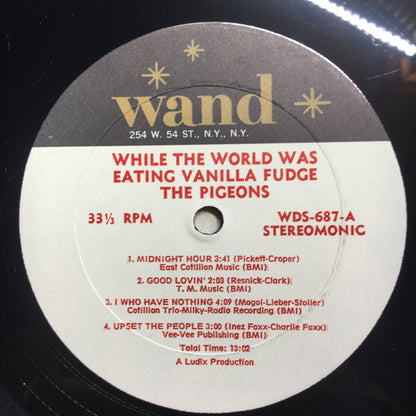 wand
254 W. 54 ST., N.Y., N.Y.
WHILE THE WORLD WAS
EATING VANILLA FUDGE
THE PIGEONS
33⅓ RPM
WDS-687-A
STEREOMONIC
1. MIDNIGHT HOUR 3:41 (Pickett-Croper)
East Cotillion Music (BMI)
2. GOOD LOVIN' 2:03 (Resnick-Clark)
T. M. Music (BMI)
3. I WHO HAVE NOTHING 4:09 (Mogol-Lieber-Stoller)
Cotillion Trio-Milky-Radio Recording (BMI)
4. UPSET THE PEOPLE 3:00 (Inez Foxx-Charlie Foxx)
Vee-Vee Publishing (BMI)
Total Time: 13:02
A Ludix Production